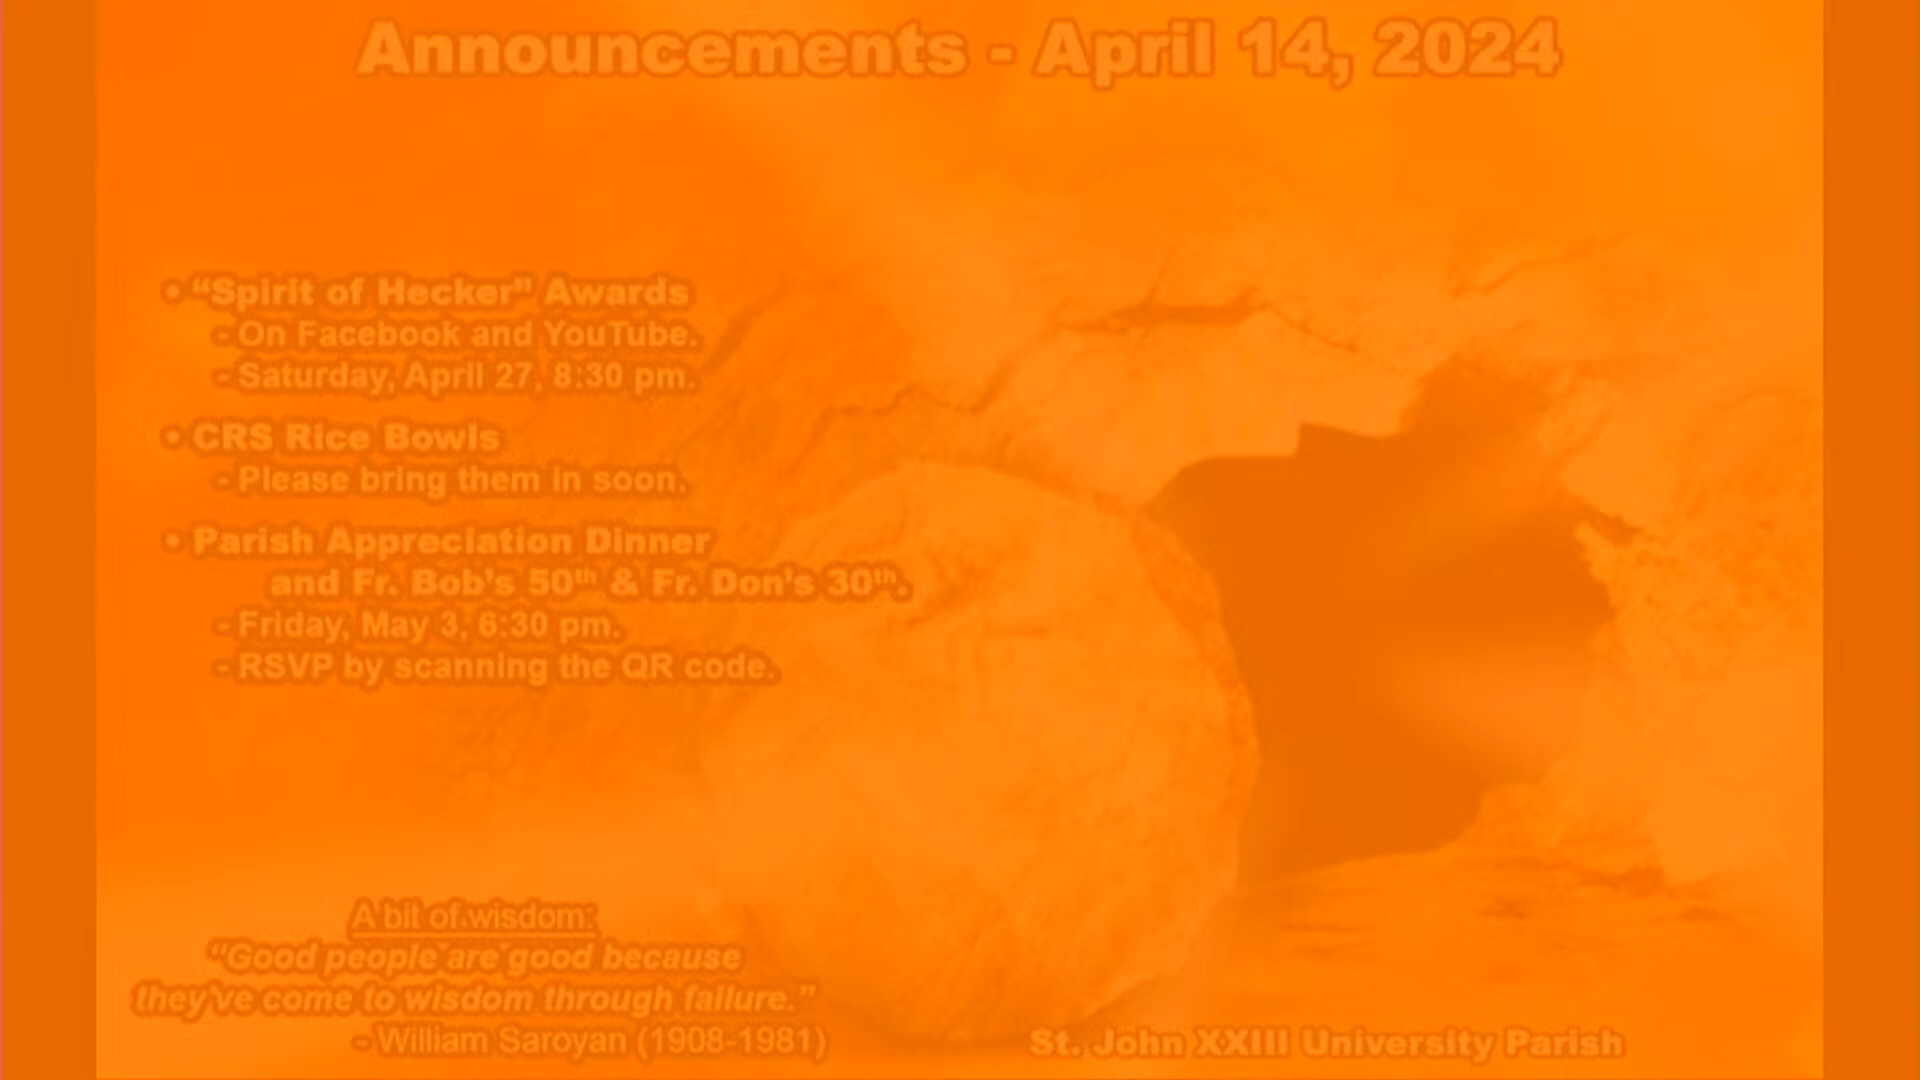 Announcements - April 14, 2024
• “Spirit of Hecker” Awards
- On Facebook and YouTube.
- Saturday, April 27, 8:30 pm.
• CRS Rice Bowls
- Please bring them in soon.
• Parish Appreciation Dinner
and Fr. Bob’s 50th & Fr. Don’s 30th.
- Friday, May 3, 6:30 pm.
- RSVP by scanning the QR code.
A bit of wisdom:
“Good people are good because
they’ve come to wisdom through failure.”
- William Saroyan (1908-1981)
St. John XXIII University Parish